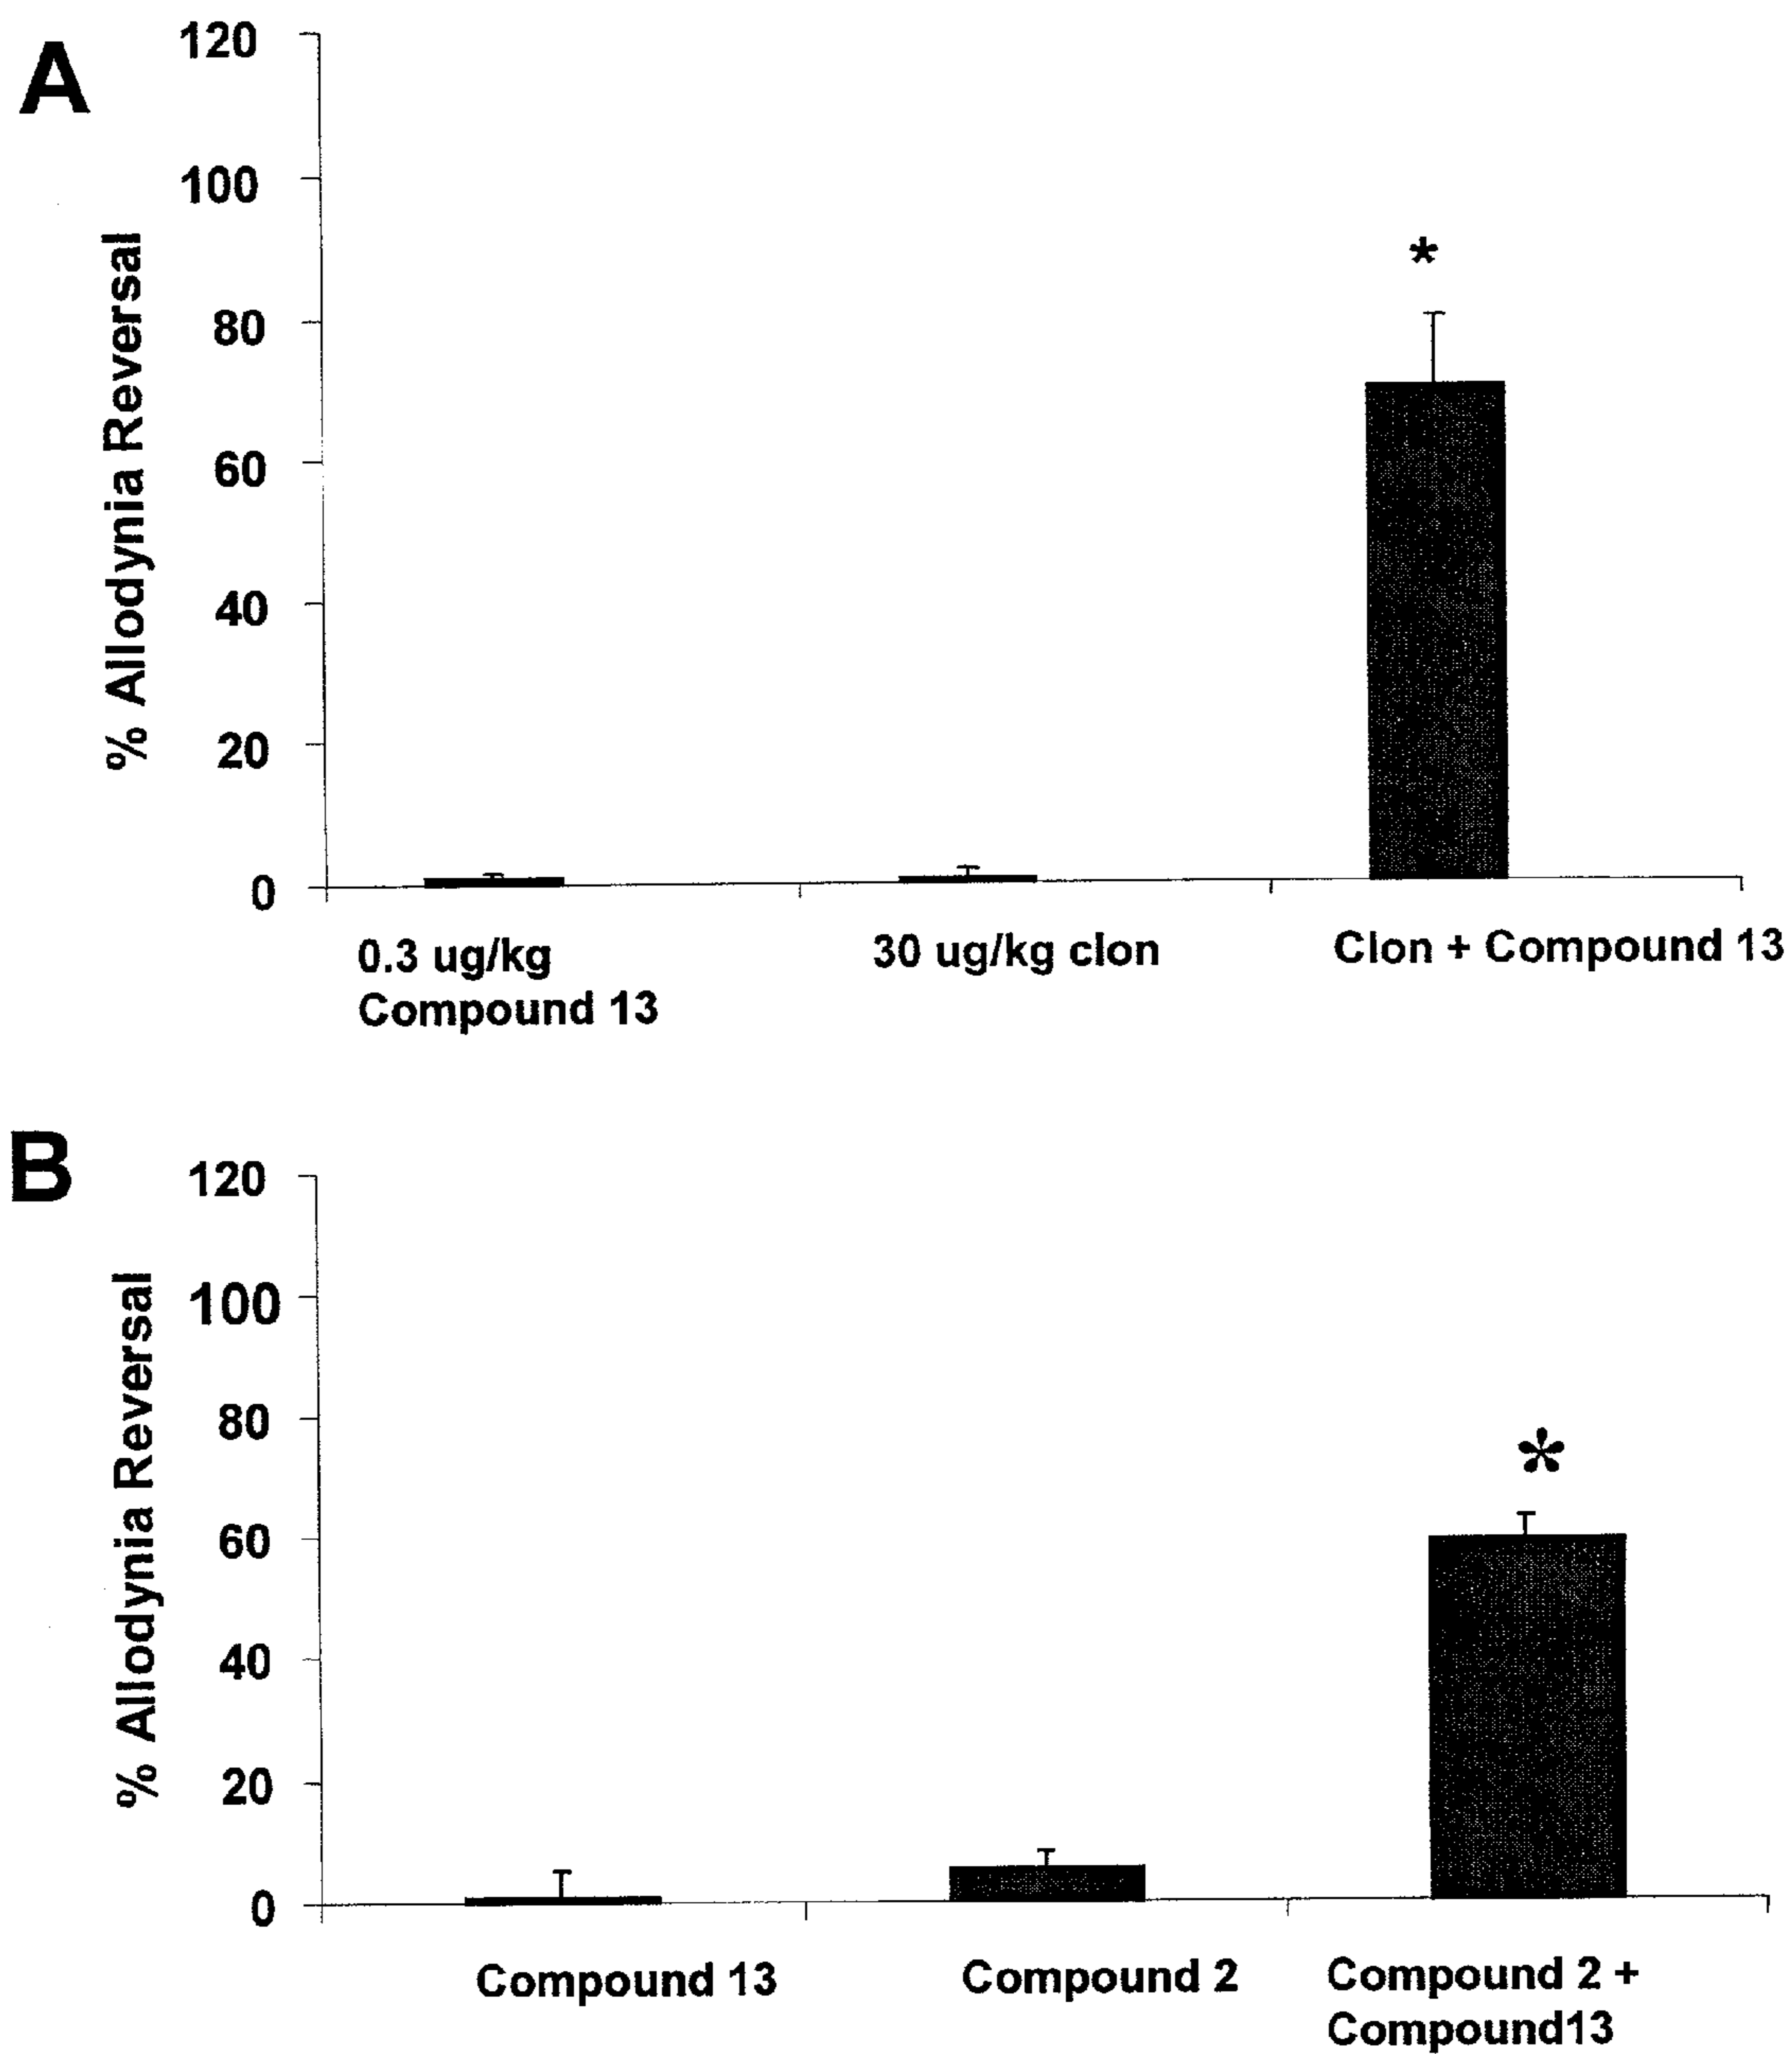 A
120
100
80
60
40
20
0
% Allodynia Reversal
*
0.3 ug/kg
Compound 13
30 ug/kg clon
Clon + Compound 13
B
120
100
80
60
40
20
0
% Allodynia Reversal
*
Compound 13
Compound 2
Compound 2 +
Compound13